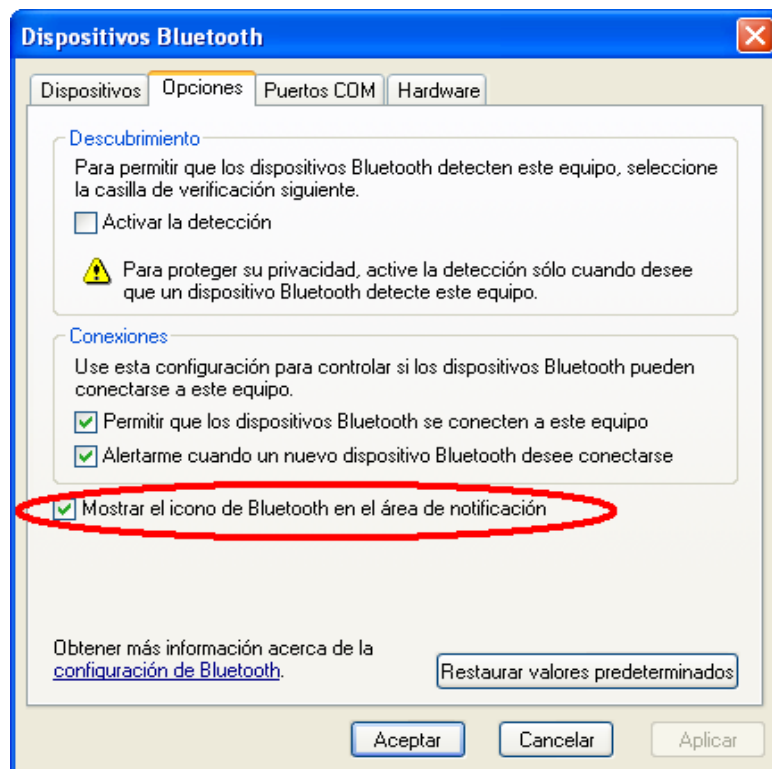 Dispositivos Bluetooth
Dispositivos Opciones Puertos COM Hardware
Descubrimiento
Para permitir que los dispositivos Bluetooth detecten este equipo, seleccione
la casilla de verificación siguiente.
Activar la detección
Para proteger su privacidad, active la detección sólo cuando desee
que un dispositivo Bluetooth detecte este equipo.
Conexiones
Use esta configuración para controlar si los dispositivos Bluetooth pueden
conectarse a este equipo.
Permitir que los dispositivos Bluetooth se conecten a este equipo
Alertarme cuando un nuevo dispositivo Bluetooth desee conectarse
Mostrar el icono de Bluetooth en el área de notificación
Obtener más información acerca de la
configuración de Bluetooth.
Restaurar valores predeterminados
Aceptar Cancelar Aplicar